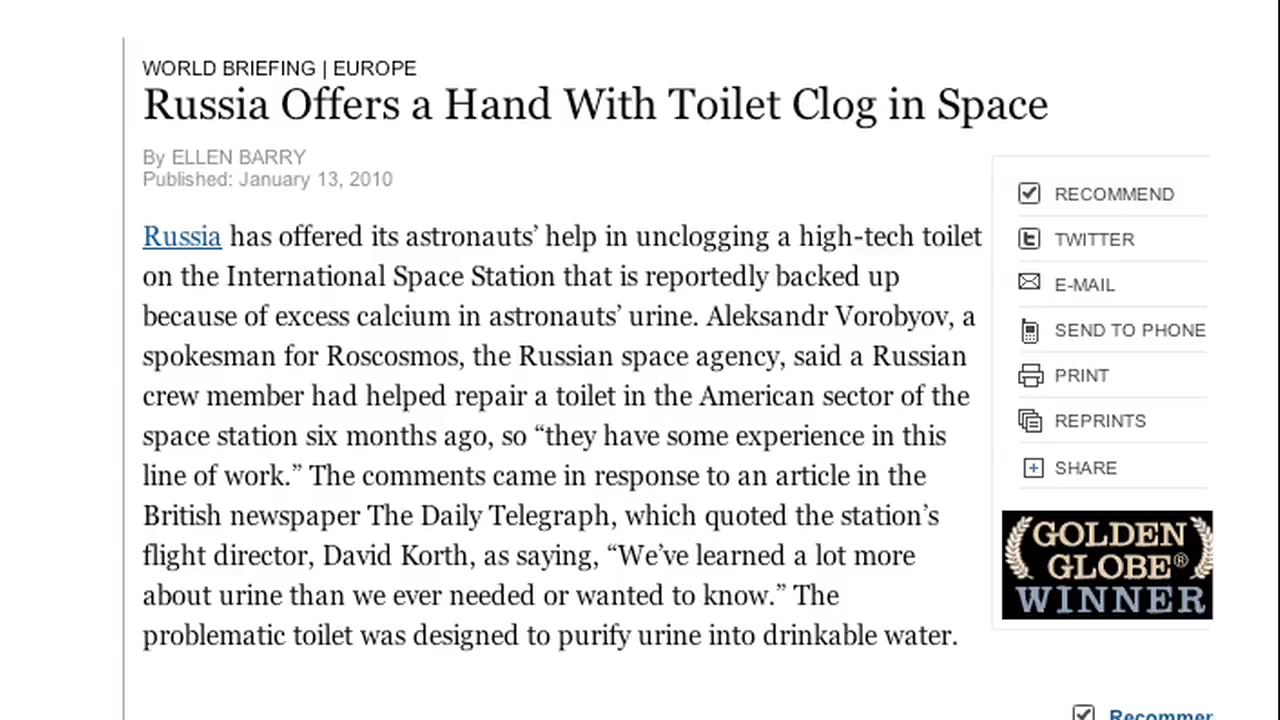 WORLD BRIEFING | EUROPE
Russia Offers a Hand With Toilet Clog in Space
By ELLEN BARRY
Published: January 13, 2010
Russia has offered its astronauts’ help in unclogging a high-tech toilet
on the International Space Station that is reportedly backed up
because of excess calcium in astronauts’ urine. Aleksandr Vorobyov, a
spokesman for Roscosmos, the Russian space agency, said a Russian
crew member had helped repair a toilet in the American sector of the
space station six months ago, so “they have some experience in this
line of work.” The comments came in response to an article in the
British newspaper The Daily Telegraph, which quoted the station’s
flight director, David Korth, as saying, “We’ve learned a lot more
about urine than we ever needed or wanted to know.” The
problematic toilet was designed to purify urine into drinkable water.
RECOMMEND
TWITTER
E-MAIL
SEND TO PHONE
PRINT
REPRINTS
SHARE
GOLDEN
GLOBE®
WINNER
Recommer